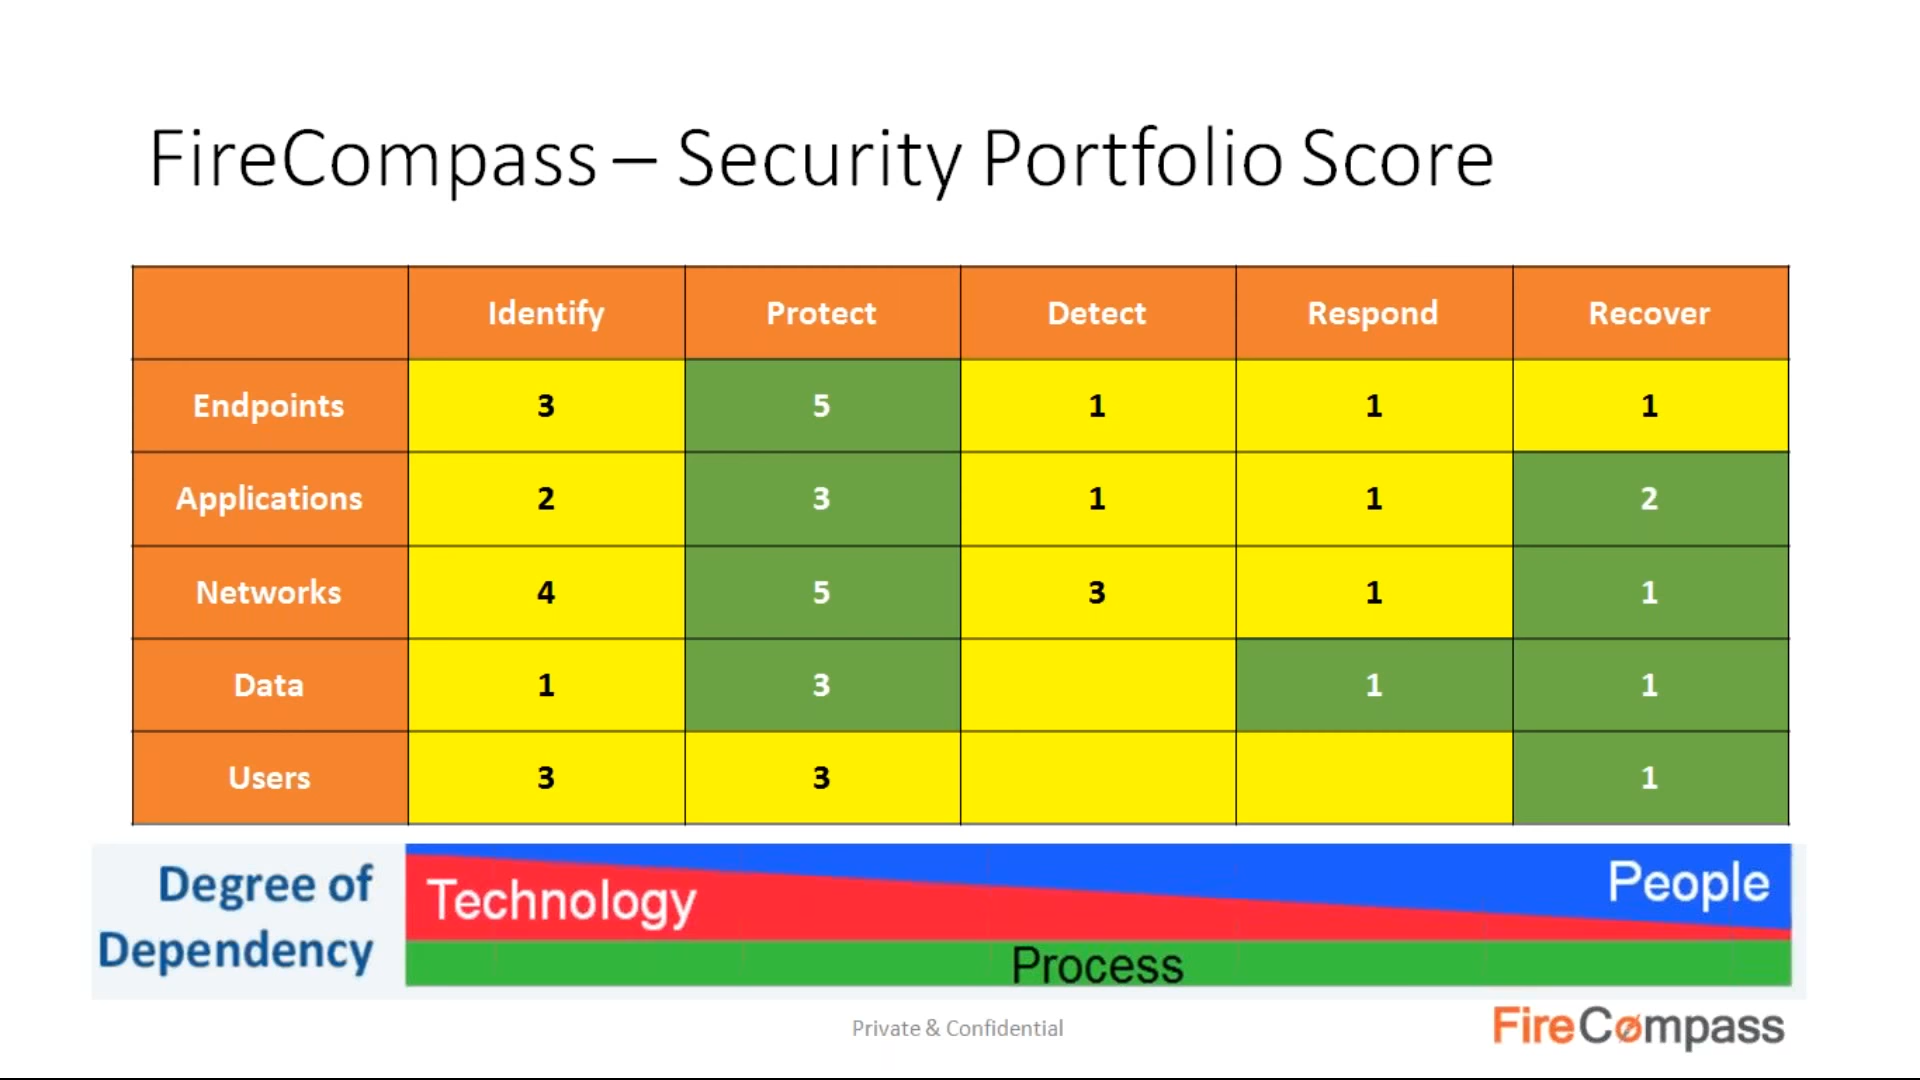 FireCompass – Security Portfolio Score
Identify Protect Detect Respond Recover
Endpoints 3 5 1 1 1
Applications 2 3 1 1 2
Networks 4 5 3 1 1
Data 1 3 1 1
Users 3 3 1
Degree of
Dependency
Technology
People
Process
Private & Confidential
FireCompass